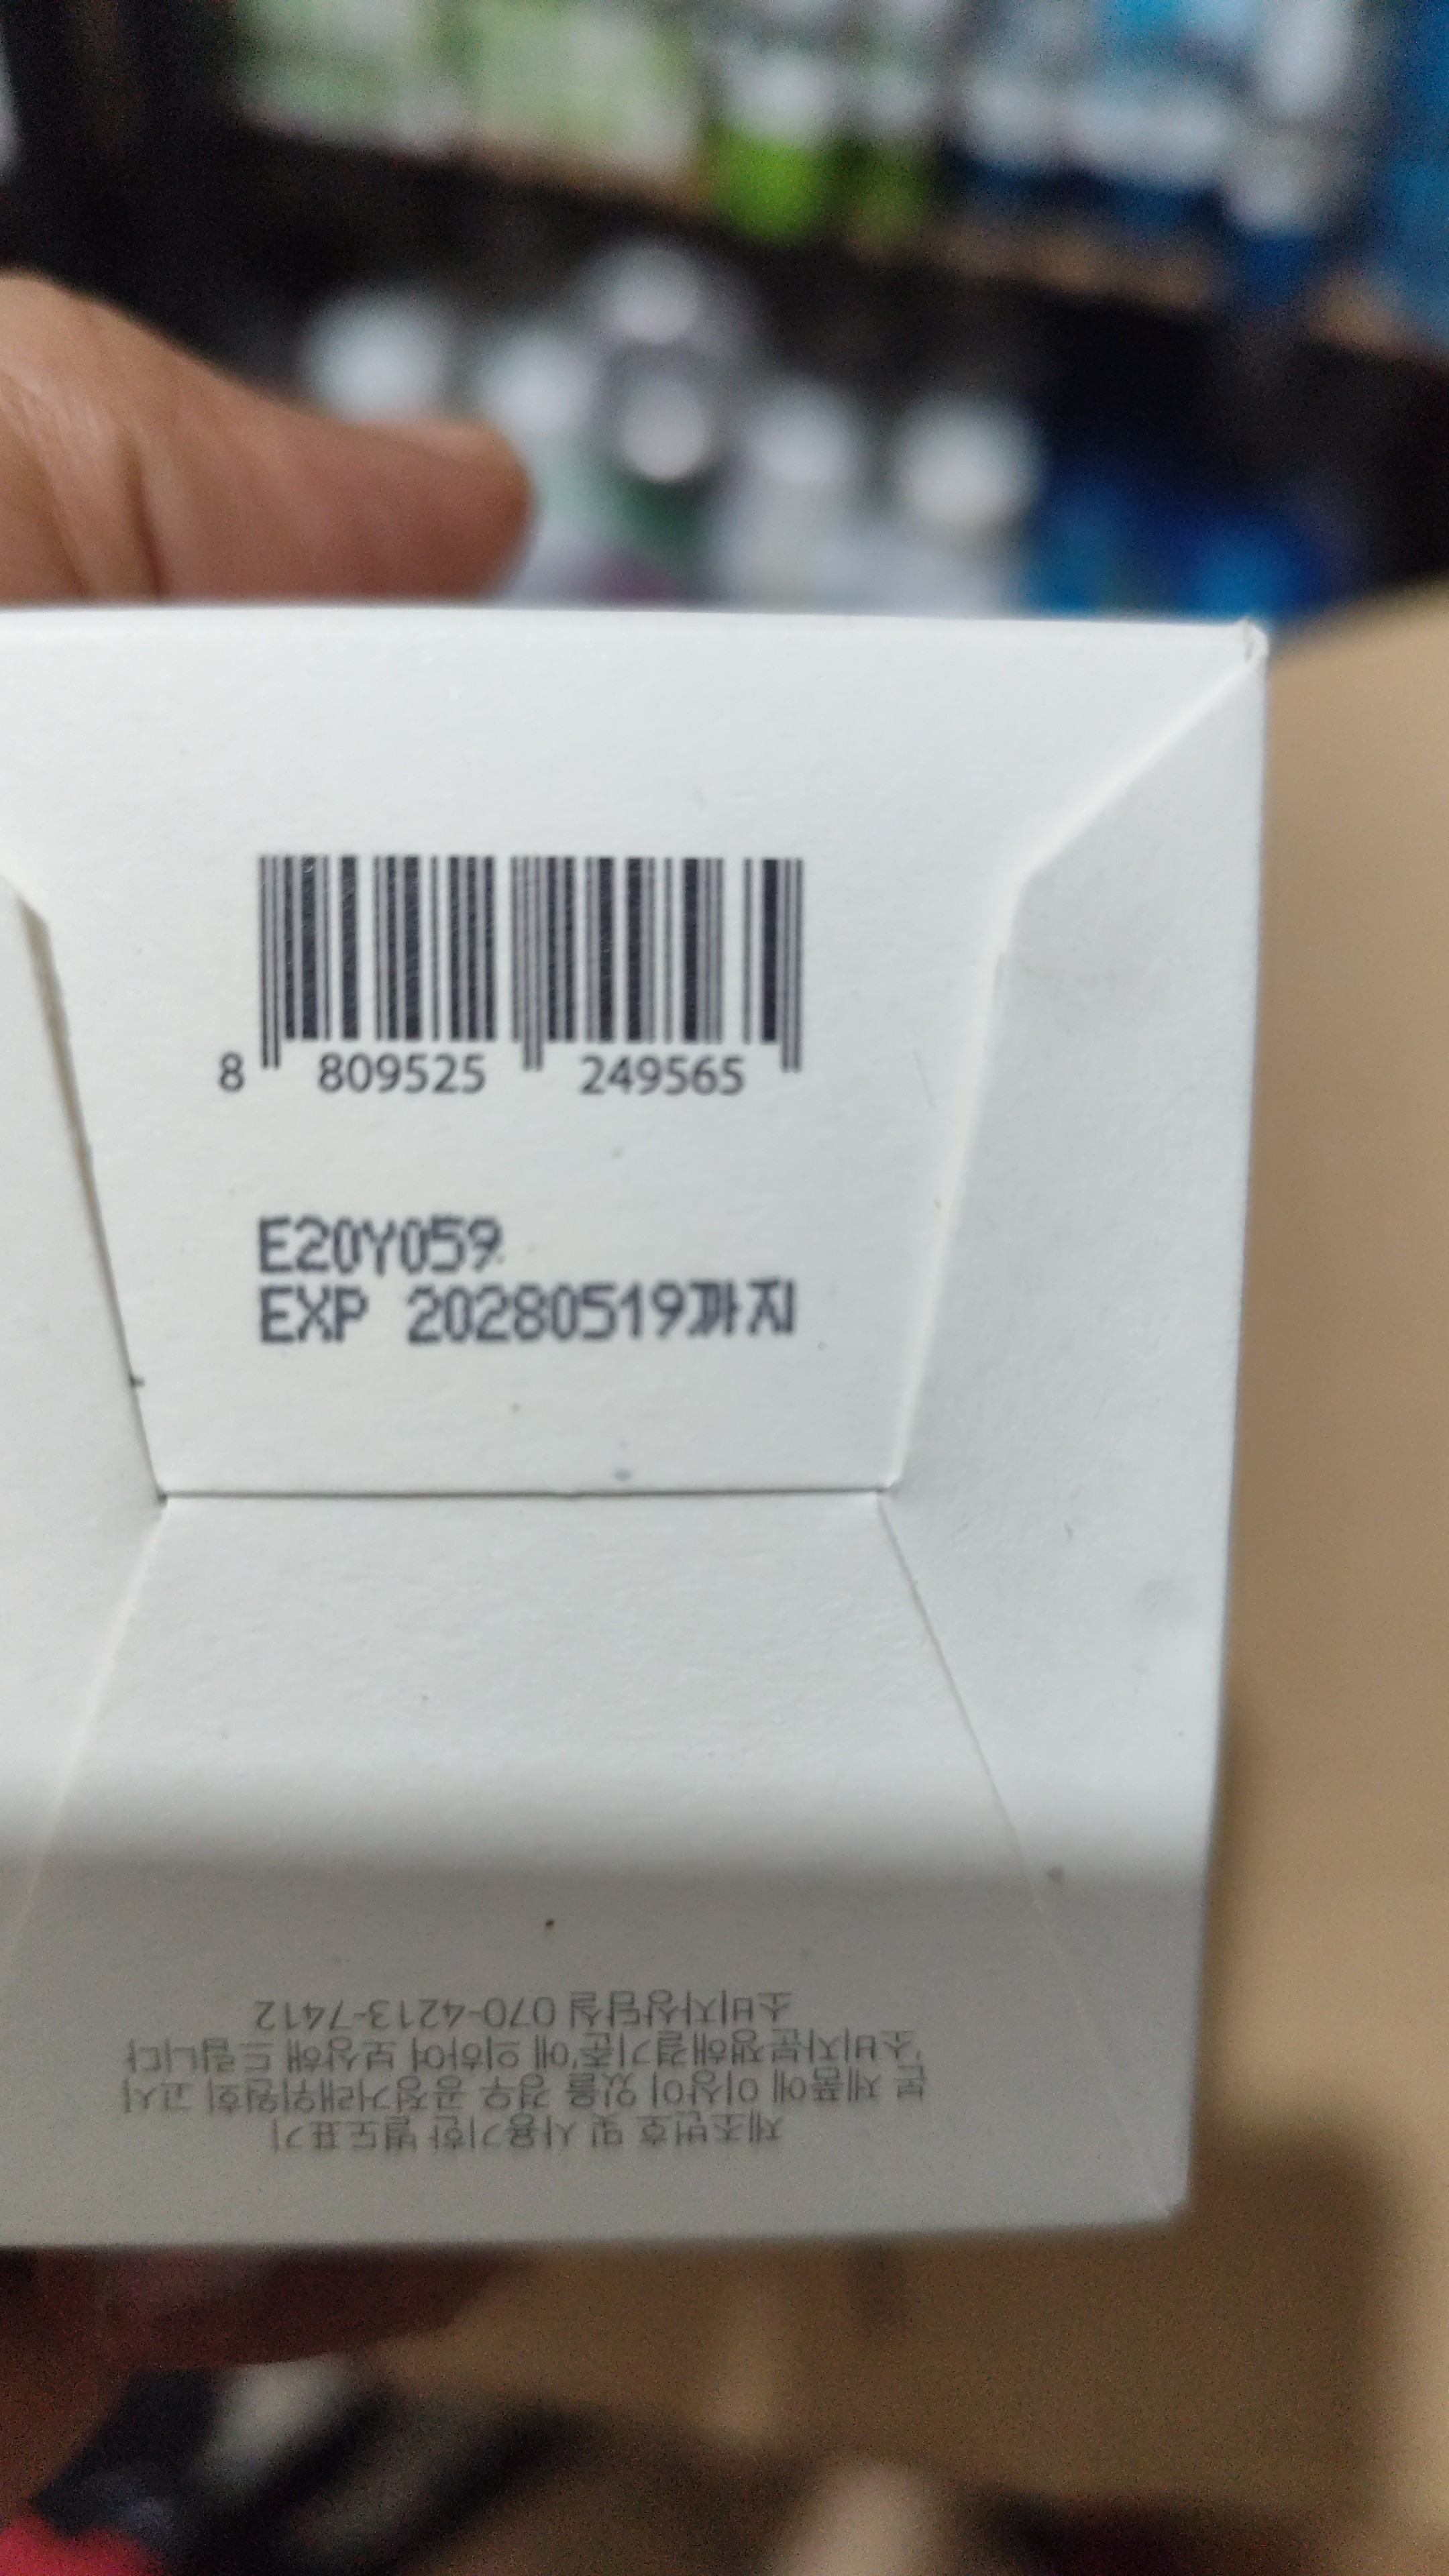 8 809525 249565
E20Y059
EXP 20280519까지
제조번호 및 사용기한 별도표기
본 제품에 이상이 있을 경우 공정거래위원회 고시
'소비자분쟁해결기준'에 의하여 보상해 드립니다
소비자상담실 070-4213-7412